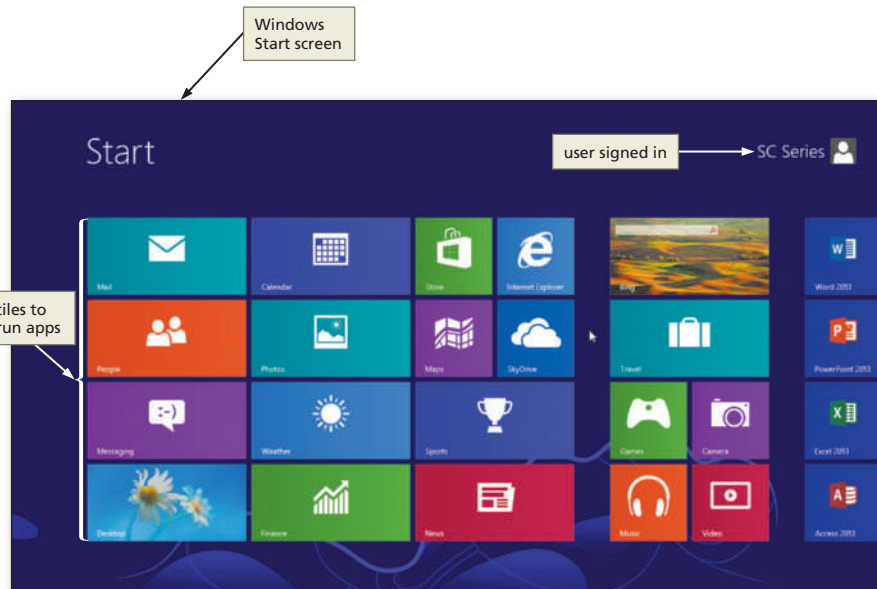 Windows
Start screen
Start
user signed in
SC Series
tiles to
run apps
Mail
Calendar
Store
Internet Explorer
Bing
Word 2013
People
Photos
Maps
SkyDrive
Travel
PowerPoint 2013
Messaging
Weather
Sports
Games
Camera
Excel 2013
Desktop
Finance
News
Music
Video
Access 2013